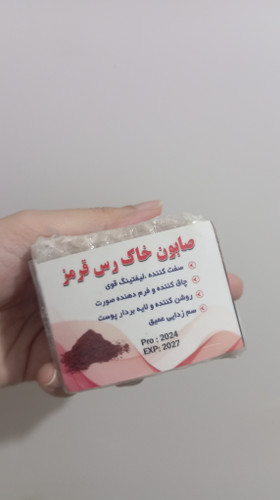 صابون خاک رس قرمز
سفت کننده ،لیفتینگ قوی
چاق کننده و فرم دهنده صورت
روشن کننده و لایه بردار پوست
سم زدایی عمیق
Pro : 2024
EXP: 2027